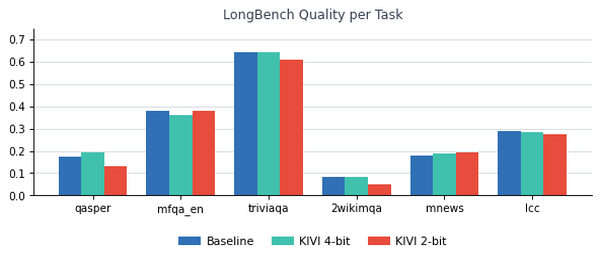 LongBench Quality per Task
0.7
0.6
0.5
0.4
0.3
0.2
0.1
0.0
qasper mfqa_en triviaqa 2wikimqa mnews lcc
Baseline KIVI 4-bit KIVI 2-bit